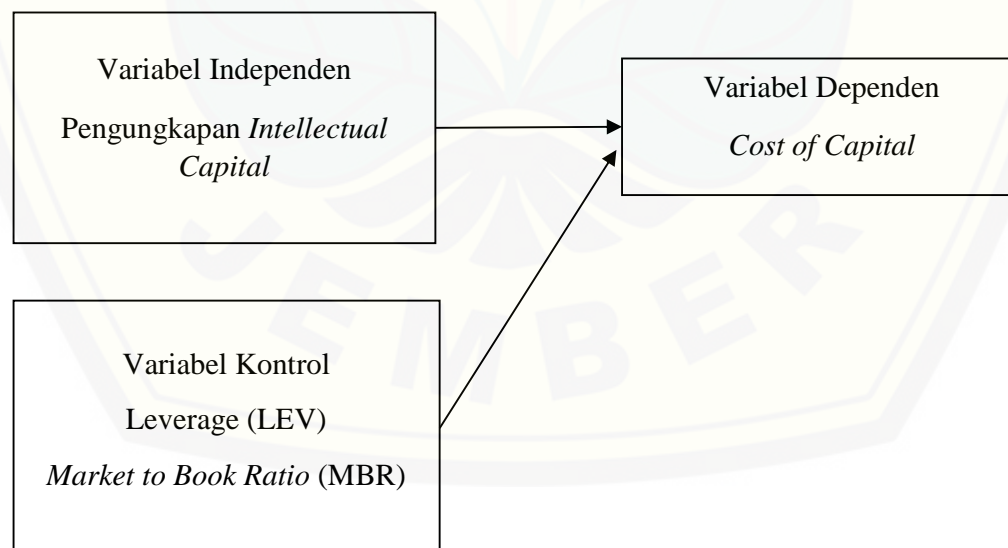 Variabel Independen
Pengungkapan Intellectual
Capital
Variabel Dependen
Cost of Capital
Variabel Kontrol
Leverage (LEV)
Market to Book Ratio (MBR)
JEMBER